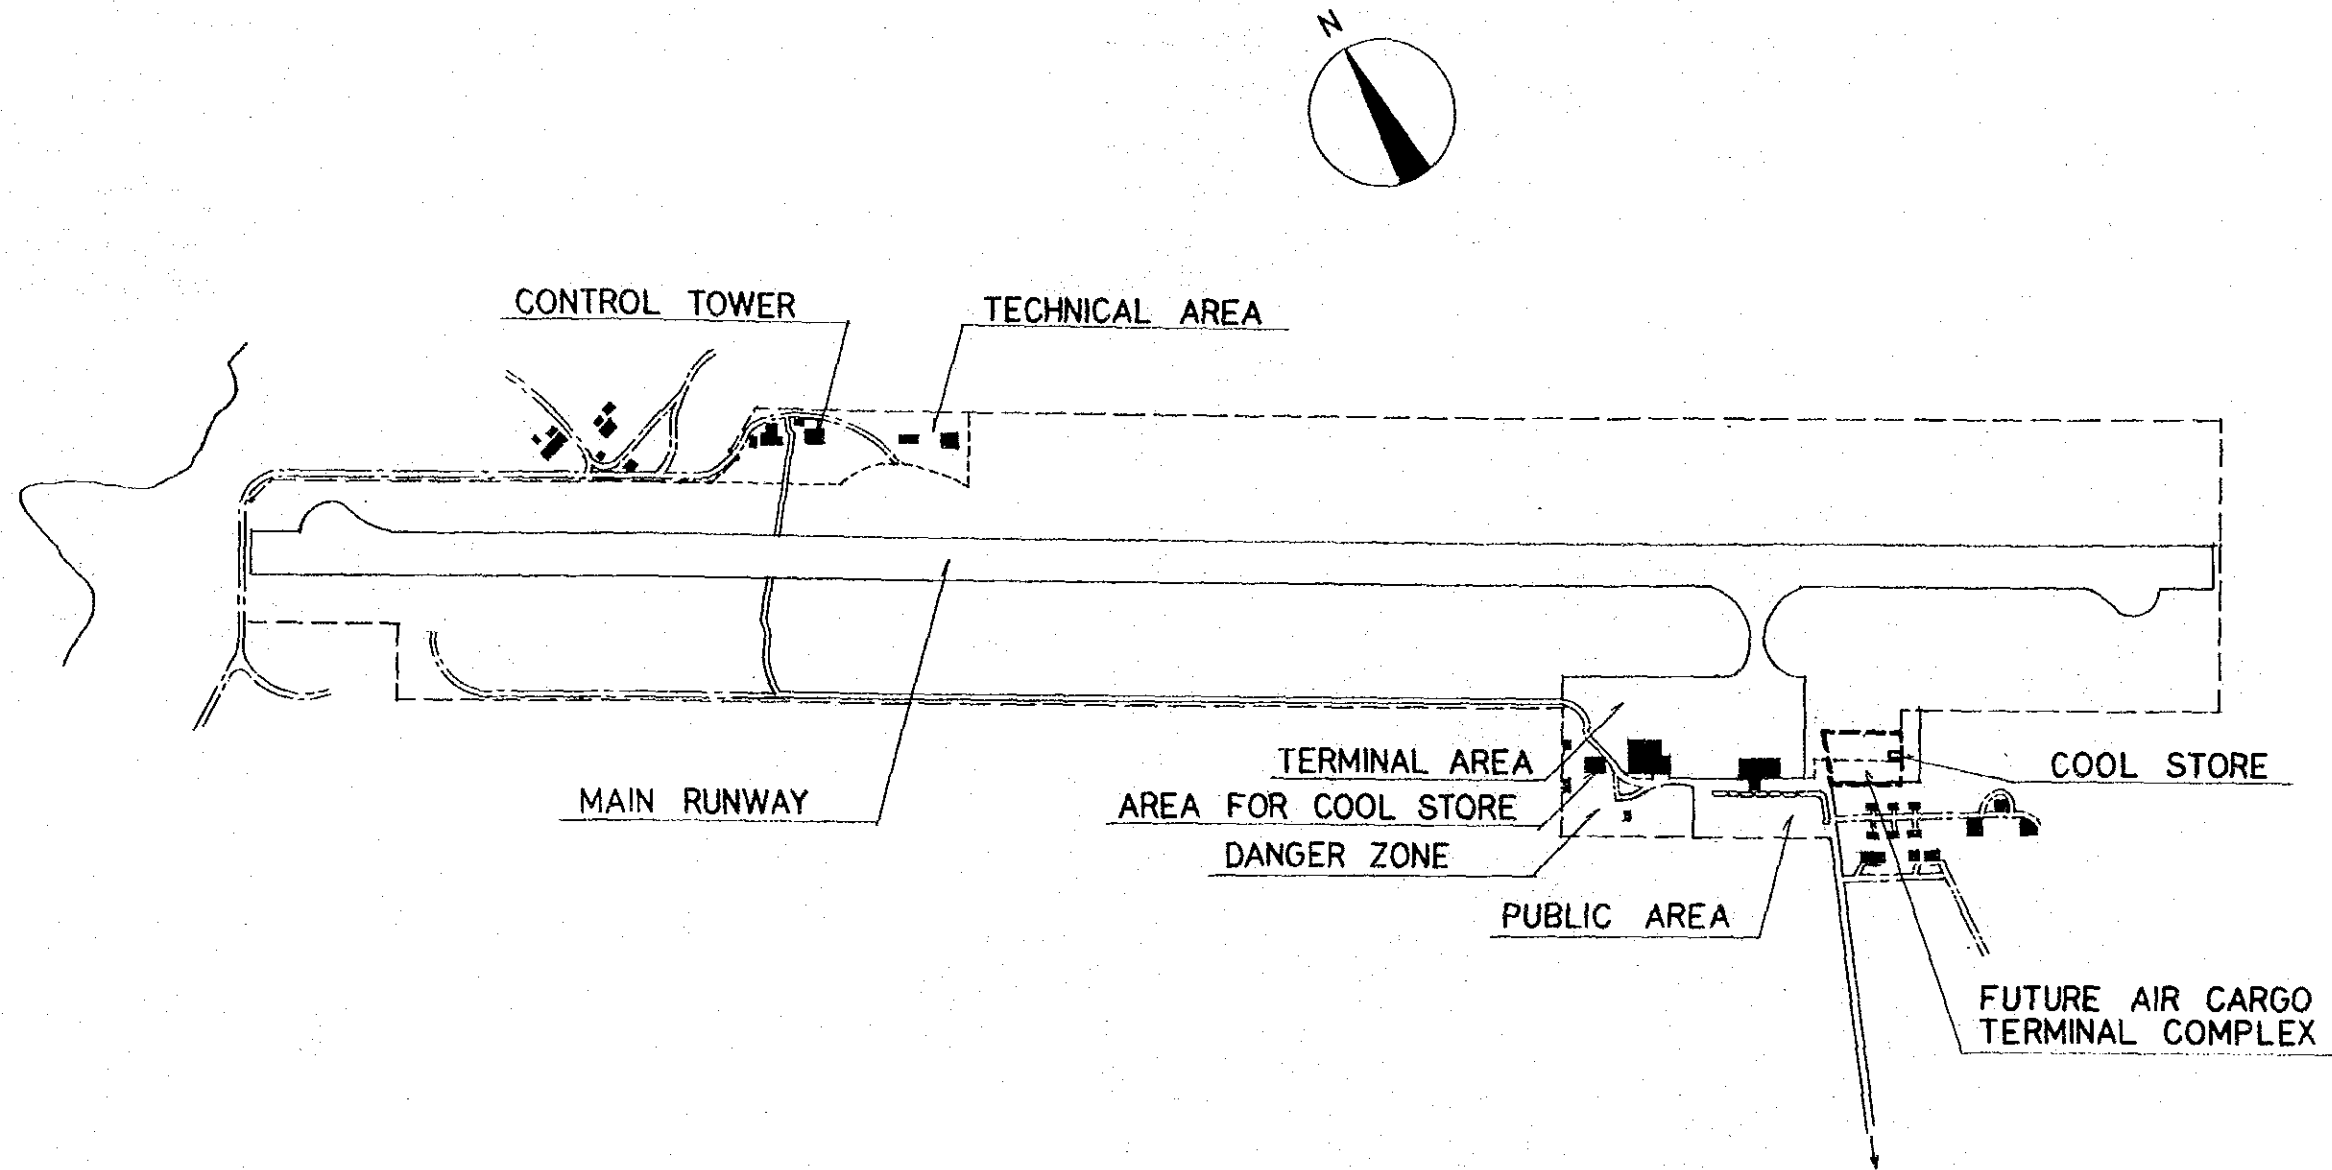 N
CONTROL TOWER
TECHNICAL AREA
TERMINAL AREA
COOL STORE
MAIN RUNWAY
AREA FOR COOL STORE
DANGER ZONE
PUBLIC AREA
FUTURE AIR CARGO
TERMINAL COMPLEX